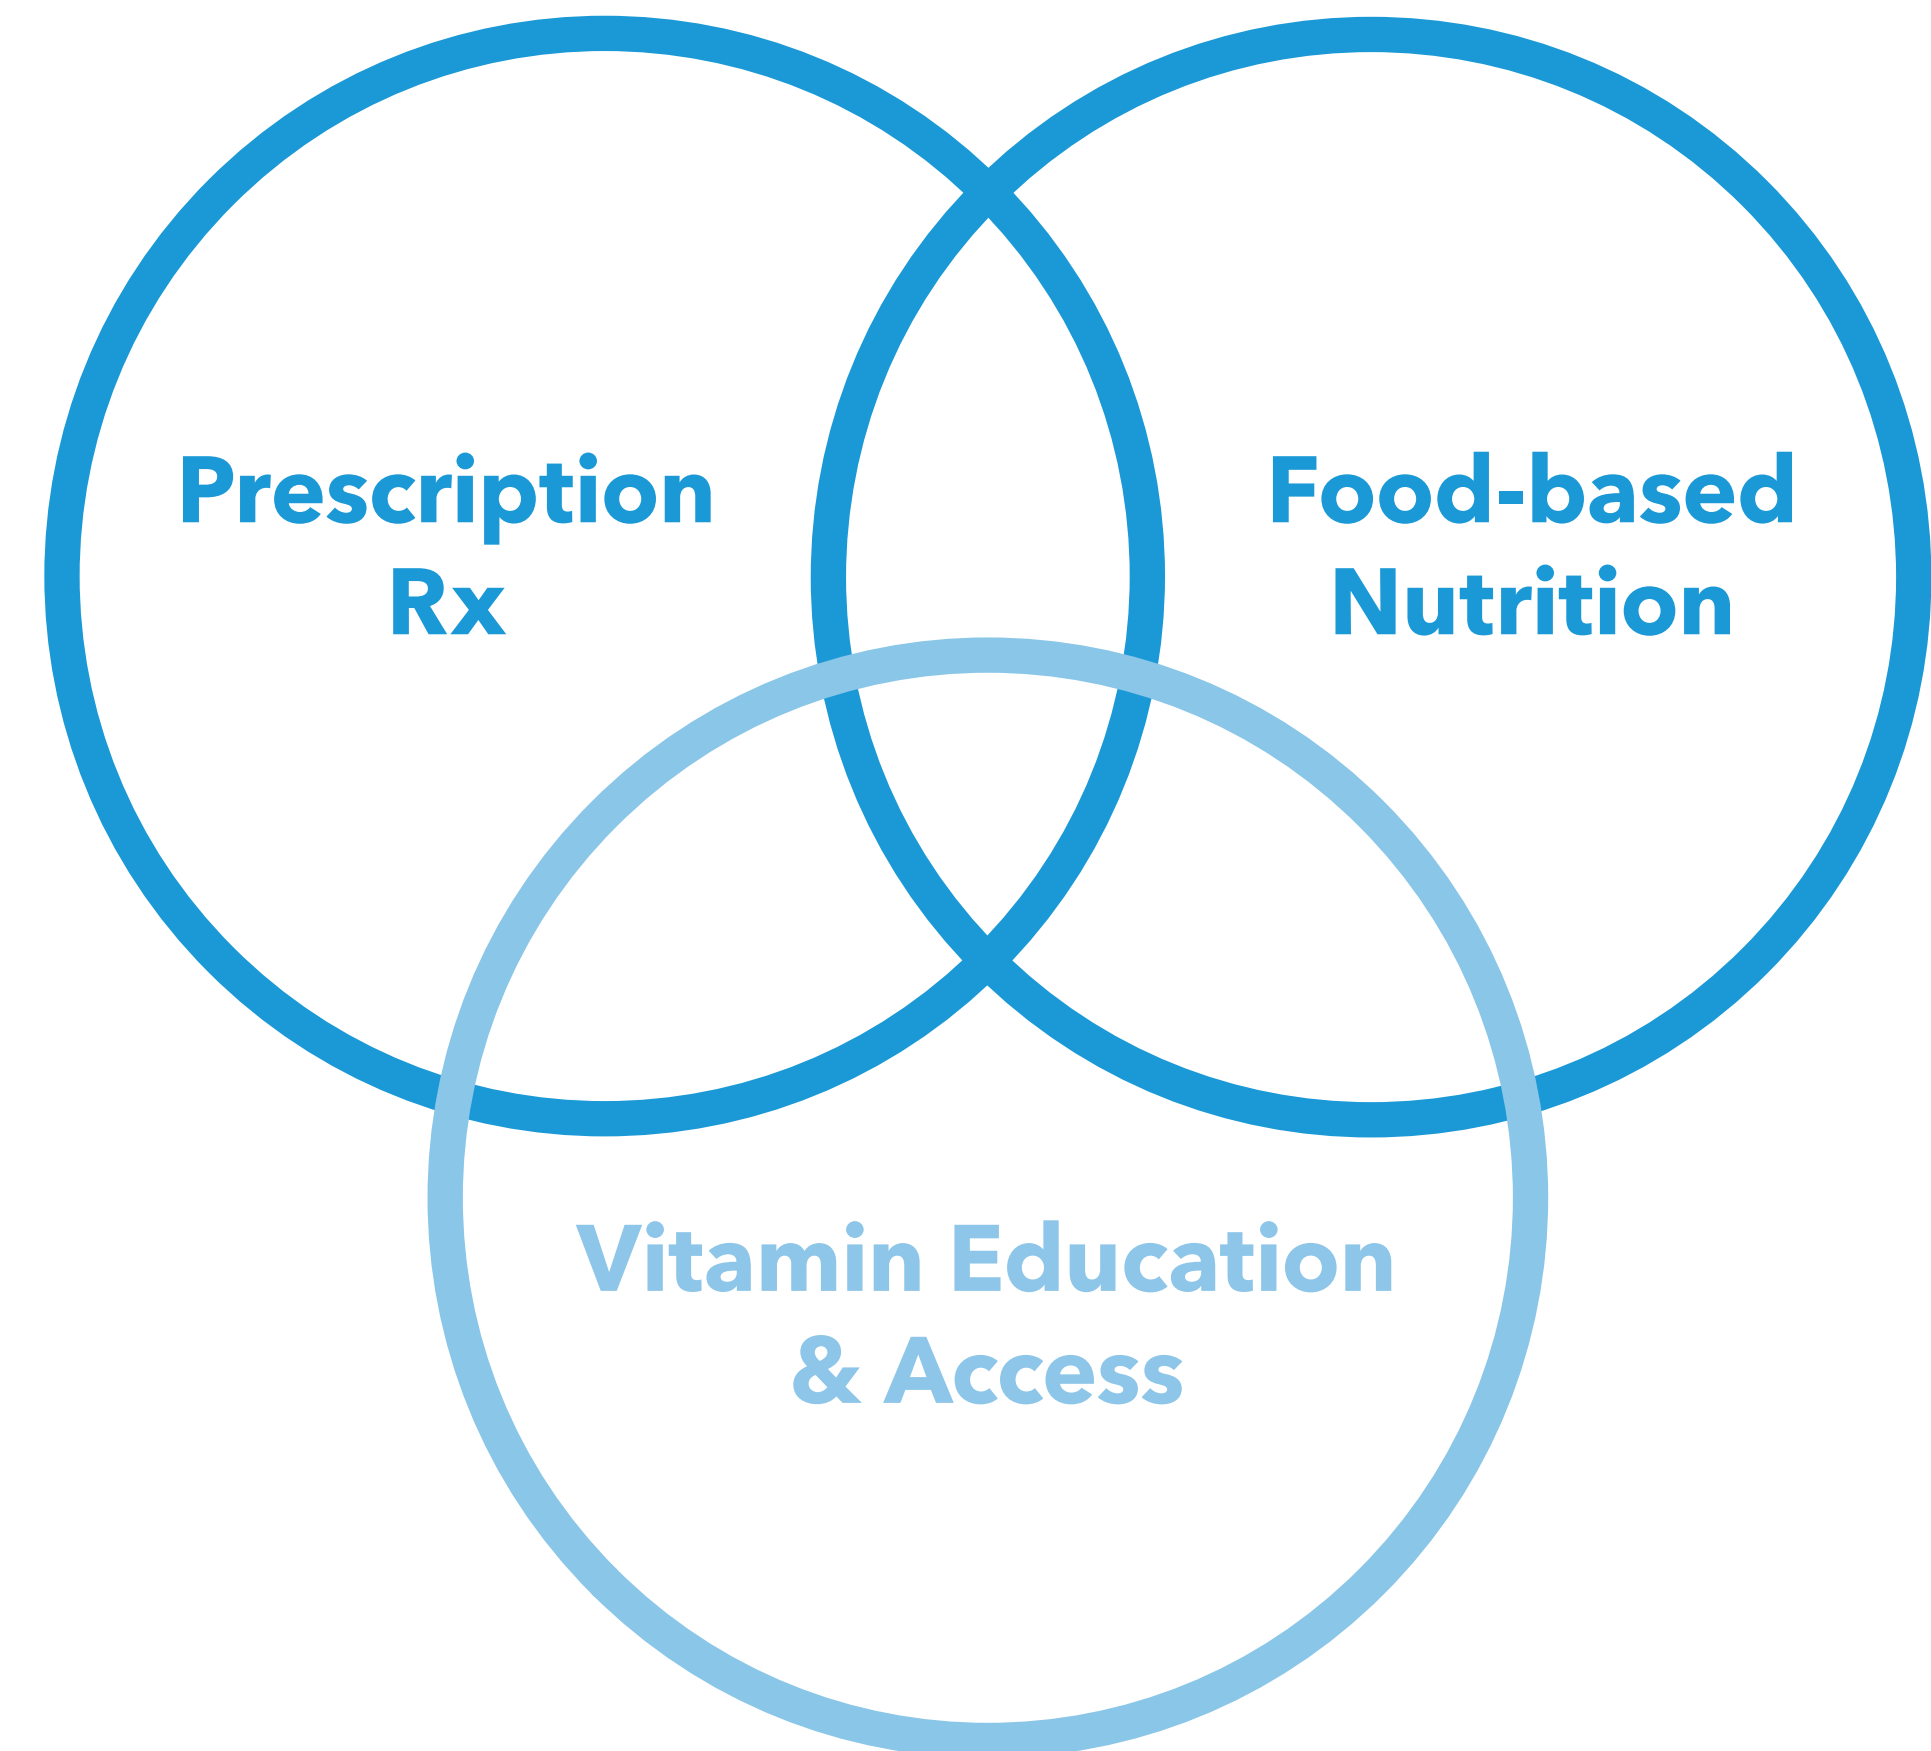 Prescription
Rx
Food-based
Nutrition
Vitamin Education
& Access